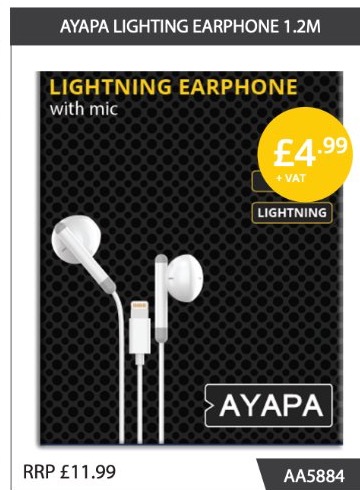 AYAPA LIGHTING EARPHONE 1.2M
LIGHTNING EARPHONE
with mic
£4.99
+ VAT
LIGHTNING
AYAPA
RRP £11.99
AA5884